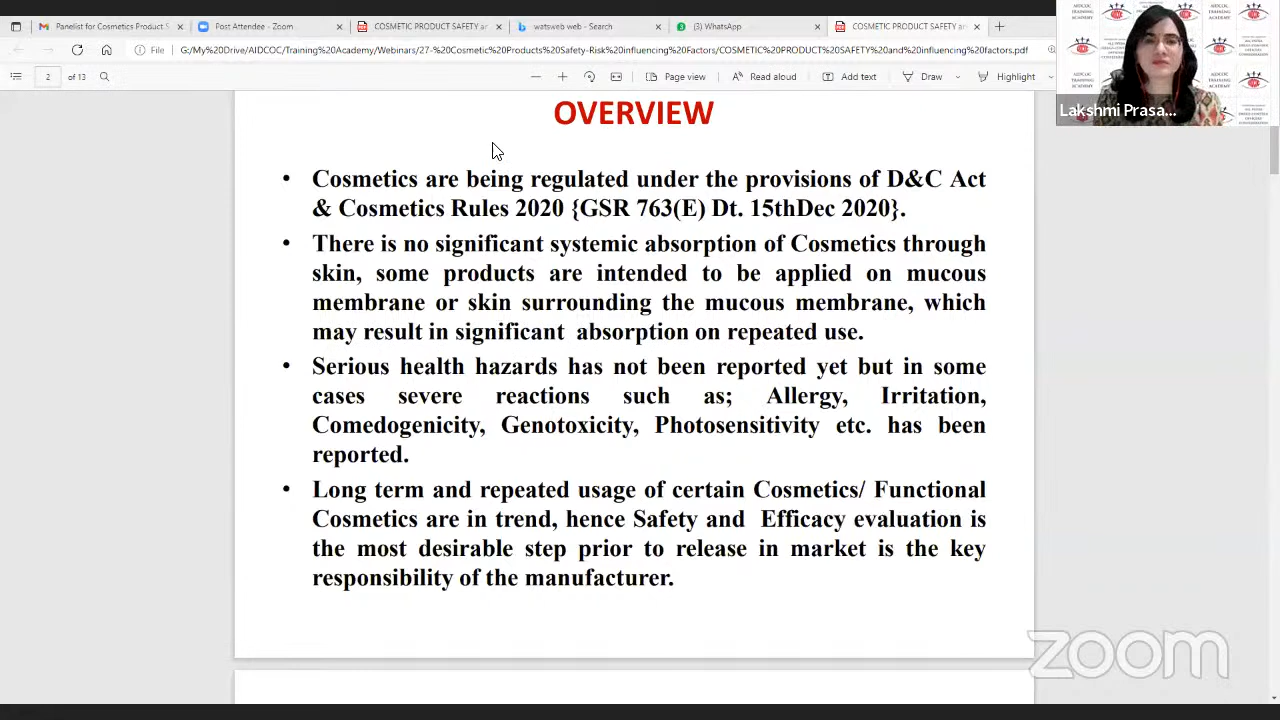 Panelist for Cosmetics Product S
Post Attendee - Zoom
watsapp web - Search
(3) WhatsApp
COSMETIC PRODUCT SAFETY
File
2 of 13
Page view
Read aloud
Add text
Draw
Highlight
Lakshmi Prasa...
OVERVIEW
• Cosmetics are being regulated under the provisions of D&C Act
& Cosmetics Rules 2020 {GSR 763(E) Dt. 15thDec 2020}.
• There is no significant systemic absorption of Cosmetics through
skin, some products are intended to be applied on mucous
membrane or skin surrounding the mucous membrane, which
may result in significant absorption on repeated use.
• Serious health hazards has not been reported yet but in some
cases severe reactions such as; Allergy, Irritation,
Comedogenicity, Genotoxicity, Photosensitivity etc. has been
reported.
• Long term and repeated usage of certain Cosmetics/ Functional
Cosmetics are in trend, hence Safety and Efficacy evaluation is
the most desirable step prior to release in market is the key
responsibility of the manufacturer.
zoom